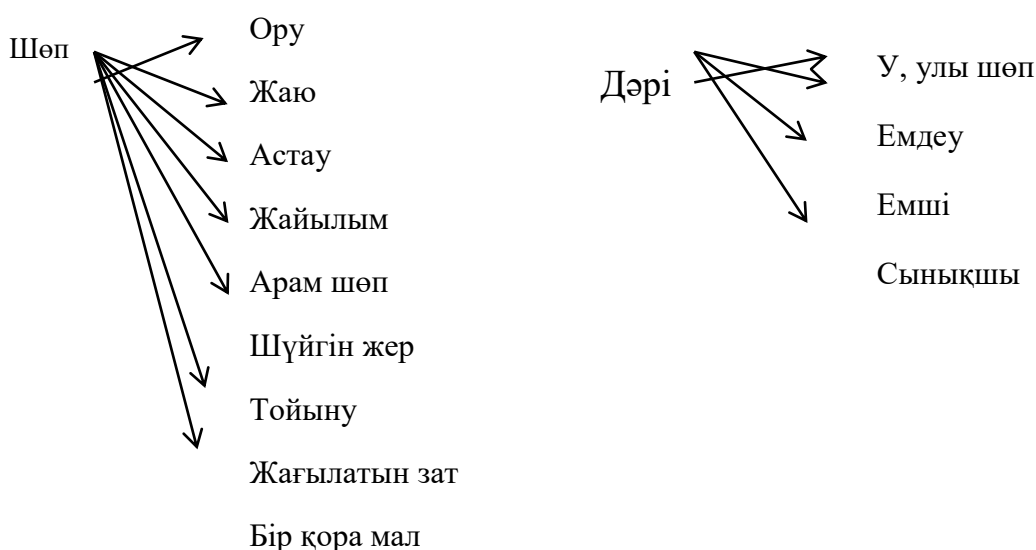 Шөп
Ору
Жаю
Астау
Жайылым
Арам шөп
Шүйгін жер
Тойыну
Жағылатын зат
Бір қора мал
Дәрі
У, улы шөп
Емдеу
Емші
Сынықшы